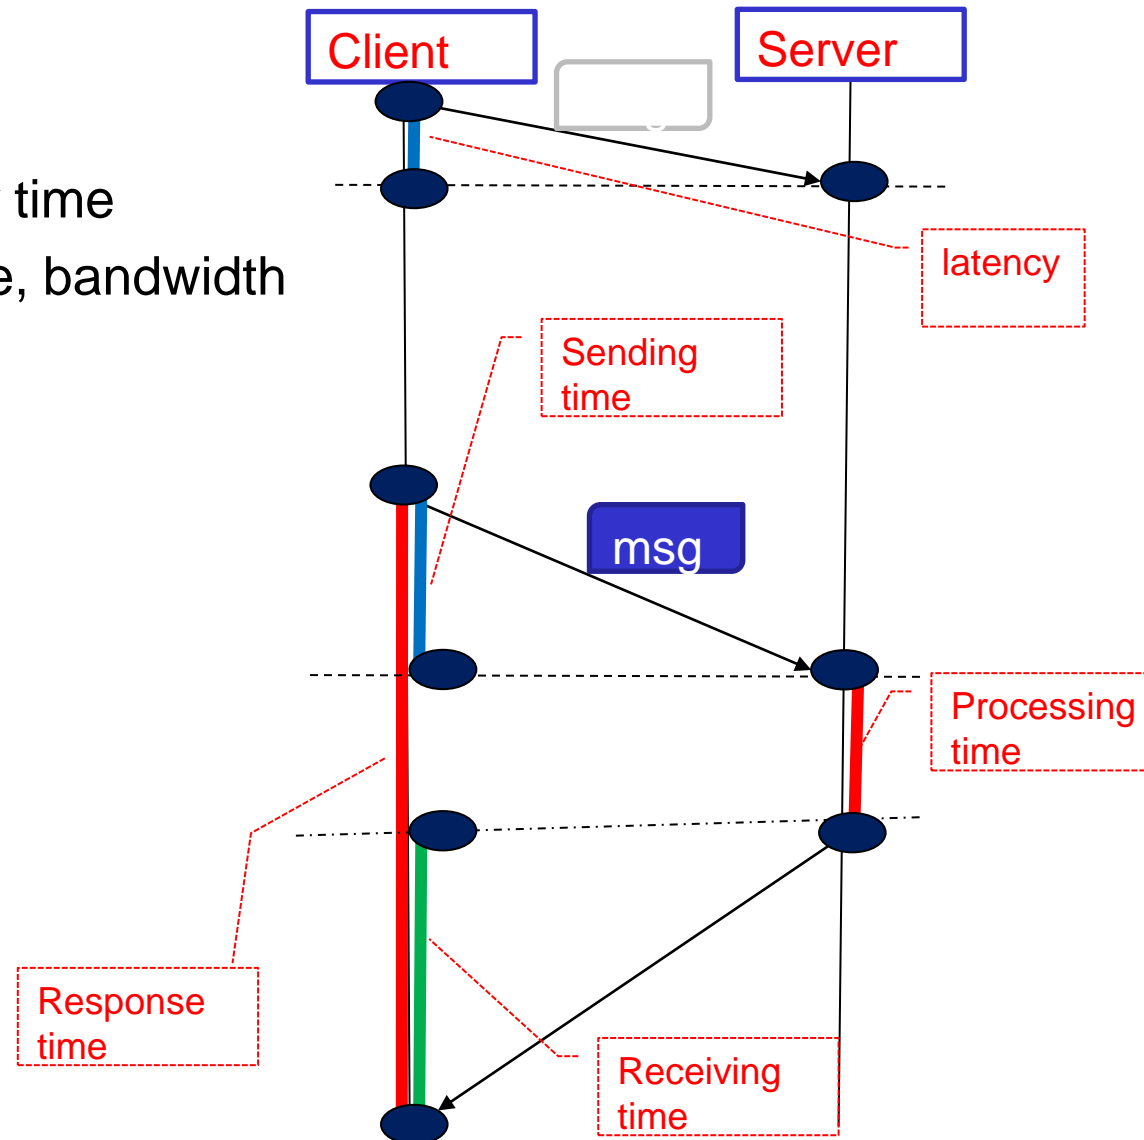 Client
Server
time
latency
, bandwidth
Sending
time
msg
Processing
time
Response
time
Receiving
time